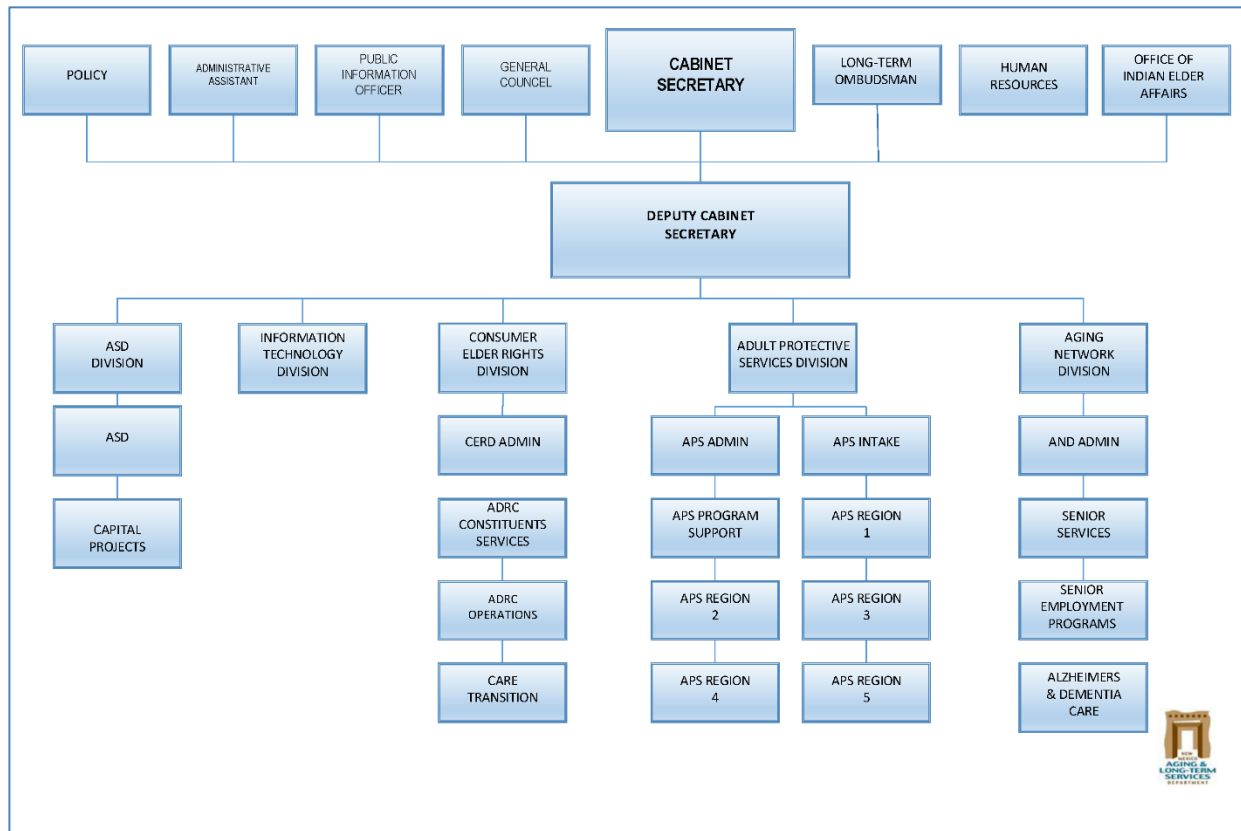 POLICY
ADMINISTRATIVE
ASSISTANT
PUBLIC
INFORMATION
OFFICER
GENERAL
COUNCEL
CABINET
SECRETARY
LONG-TERM
OMBUDSMAN
HUMAN
RESOURCES
OFFICE OF
INDIAN ELDER
AFFAIRS
DEPUTY CABINET
SECRETARY
ASD
DIVISION
INFORMATION
TECHNOLOGY
DIVISION
CONSUMER
ELDER RIGHTS
DIVISION
ADULT PROTECTIVE
SERVICES DIVISION
AGING
NETWORK
DIVISION
ASD
CERD ADMIN
APS ADMIN
APS INTAKE
AND ADMIN
CAPITAL
PROJECTS
ADRC
CONSTITUENTS
SERVICES
APS PROGRAM
SUPPORT
APS REGION
1
SENIOR
SERVICES
ADRC
OPERATIONS
APS REGION
2
APS REGION
3
SENIOR
EMPLOYMENT
PROGRAMS
CARE
TRANSITION
APS REGION
4
APS REGION
5
ALZHEIMERS
& DEMENTIA
CARE
NEW
MEXICO
AGING &
LONG-TERM
SERVICES
DEPARTMENT